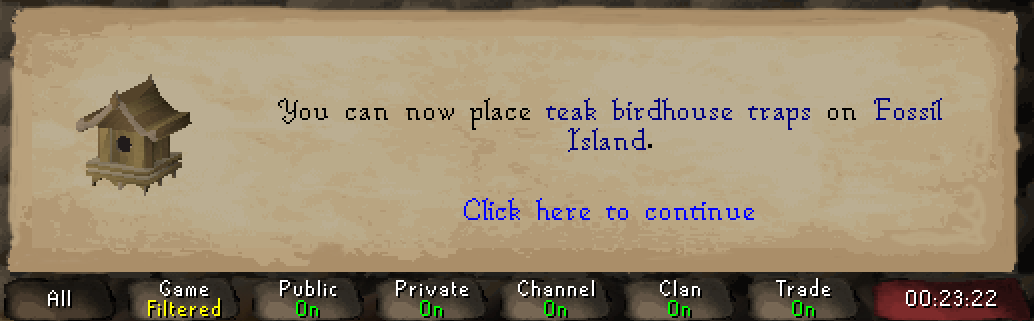 You can now place teak birdhouse traps on Fossil
Island.
Click here to continue
All
Game
Filtered
Public
On
Private
On
Channel
On
Clan
On
Trade
On
00:23:22